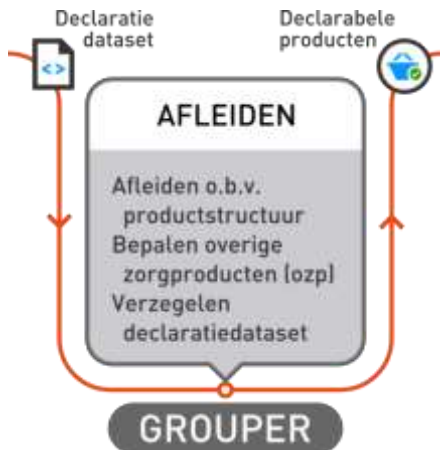 Declaratie
dataset
Declarabele
producten
AFLEIDEN
Afleiden o.b.v.
productstructuur
Bepalen overige
zorgproducten (ozp)
Verzegelen
declaratiedataset
GROUPER